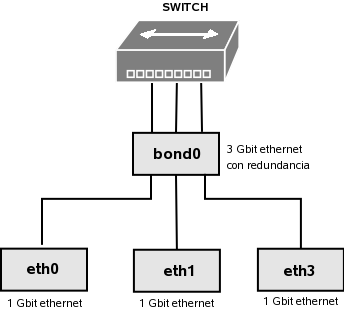 SWITCH
bond0
3 Gbit ethernet
con redundancia
eth0
eth1
eth3
1 Gbit ethernet
1 Gbit ethernet
1 Gbit ethernet